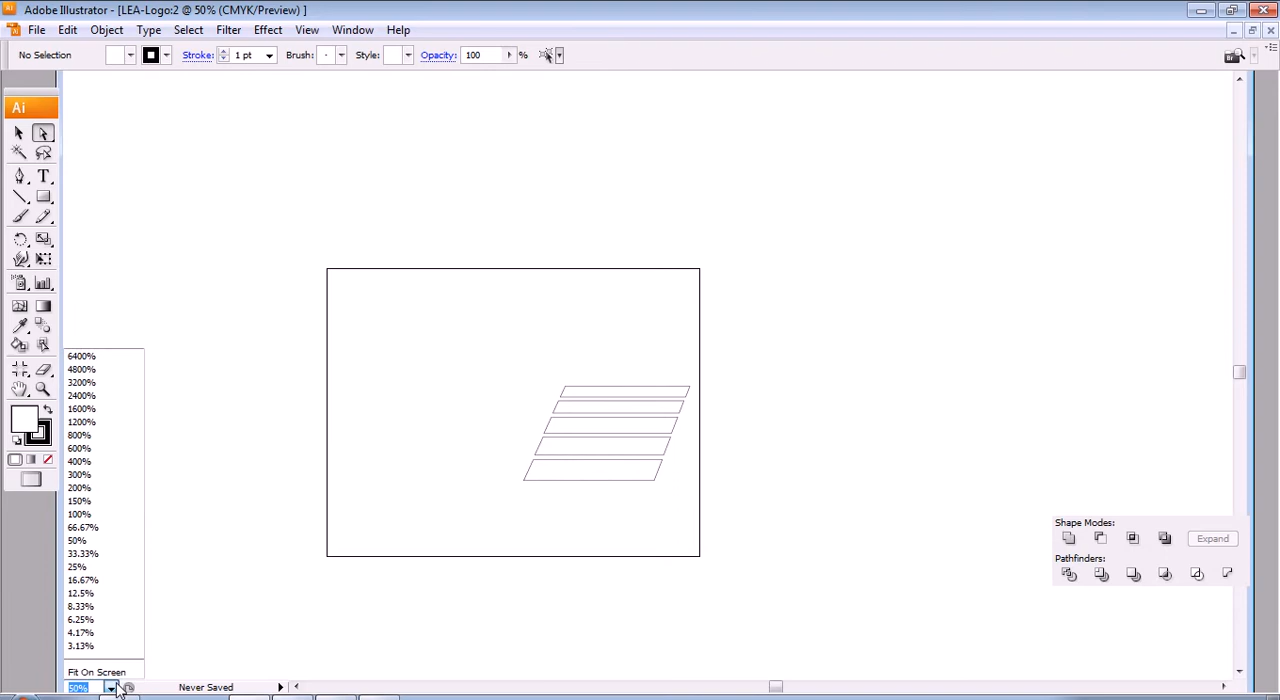 Adobe Illustrator - [LEA-Logo:2 @ 50% (CMYK/Preview) ]
File Edit Object Type Select Filter Effect View Window Help
No Selection Stroke: 1 pt Brush: Style: Opacity: 100 %
Br
Ai
T
6400%
4800%
3200%
2400%
1600%
1200%
800%
600%
400%
300%
200%
150%
100%
66.67%
50%
33.33%
25%
16.67%
12.5%
8.33%
6.25%
4.17%
3.13%
Fit On Screen
50% Never Saved
Shape Modes:
Expand
Pathfinders: